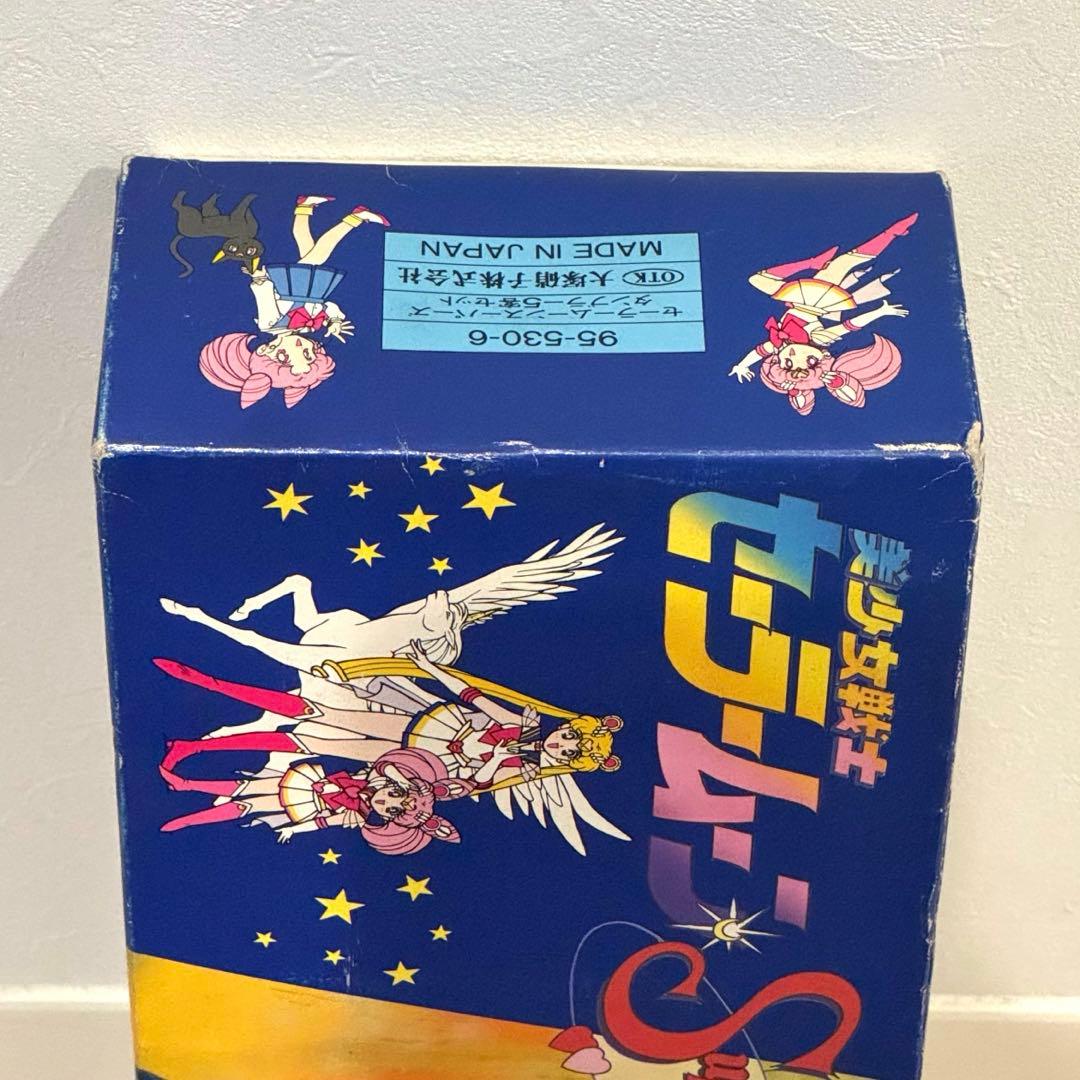 95-530-6
セーラームーンスーパーズ
タンブラー5客セット
OTK 大塚硝子株式会社
MADE IN JAPAN
美少女戦士
セーラームーン
Su